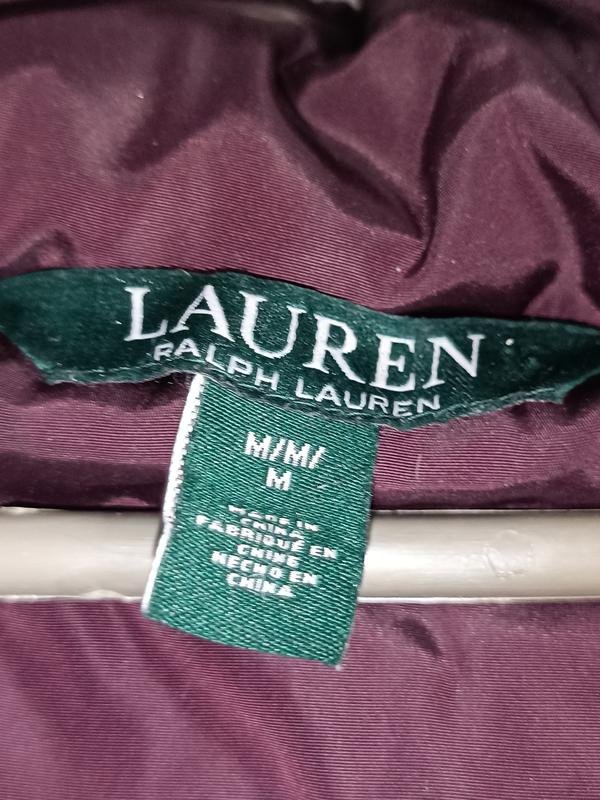 LAUREN
RALPH LAUREN
M/M/
M
MADE IN
CHINA
FABRIQUÉ EN
CHINE
HECHO EN
CHINA